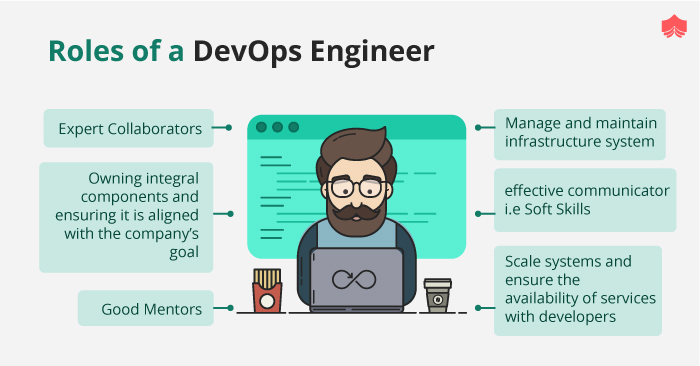 Roles of a DevOps Engineer
Expert Collaborators
Owning integral
components and
ensuring it is aligned
with the company's
goal
Good Mentors
Manage and maintain
infrastructure system
effective communicator
i.e Soft Skills
Scale systems and
ensure the
availability of services
with developers